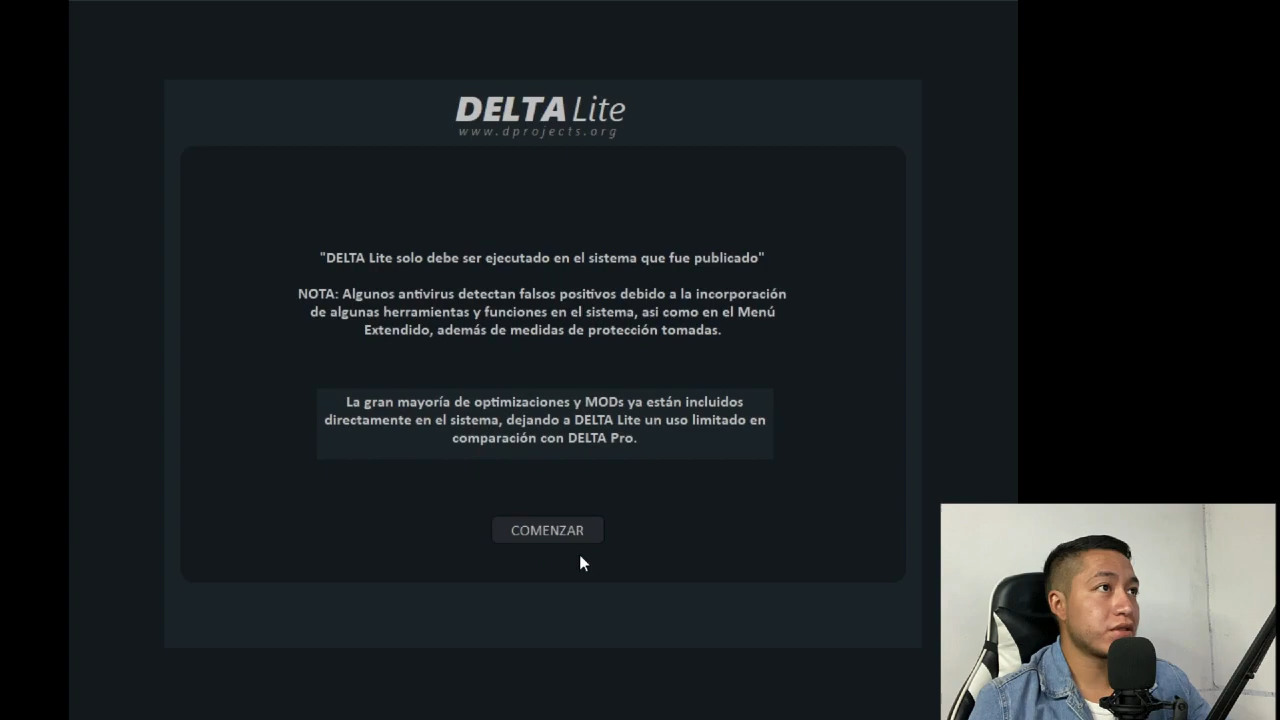 DELTA Lite
www.dprojects.org
"DELTA Lite solo debe ser ejecutado en el sistema que fue publicado"
NOTA: Algunos antivirus detectan falsos positivos debido a la incorporación
de algunas herramientas y funciones en el sistema, asi como en el Menú
Extendido, además de medidas de protección tomadas.
La gran mayoría de optimizaciones y MODs ya están incluidos
directamente en el sistema, dejando a DELTA Lite un uso limitado en
comparación con DELTA Pro.
COMENZAR